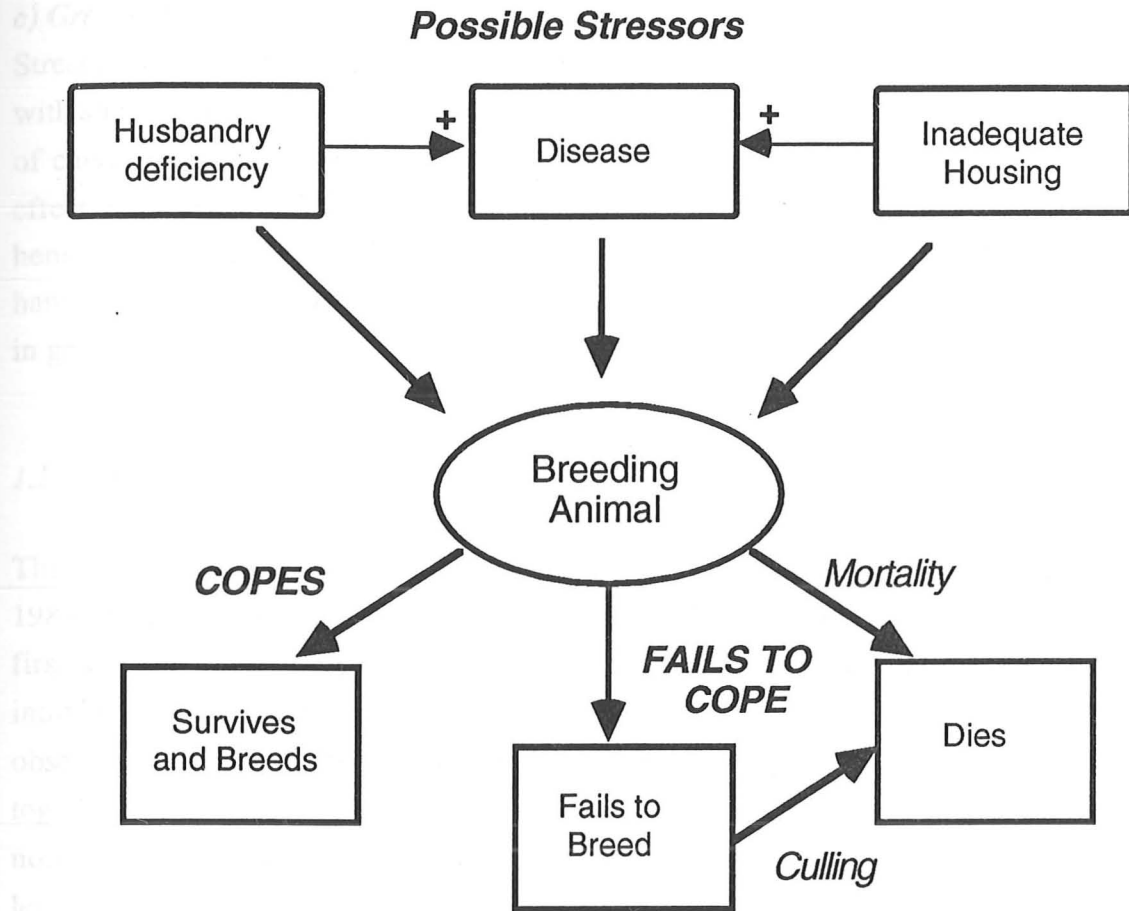 Possible Stressors
Husbandry
deficiency
+
Disease
+
Inadequate
Housing
Breeding
Animal
COPES
Mortality
FAILS TO
COPE
Survives
and Breeds
Fails to
Breed
Dies
Culling